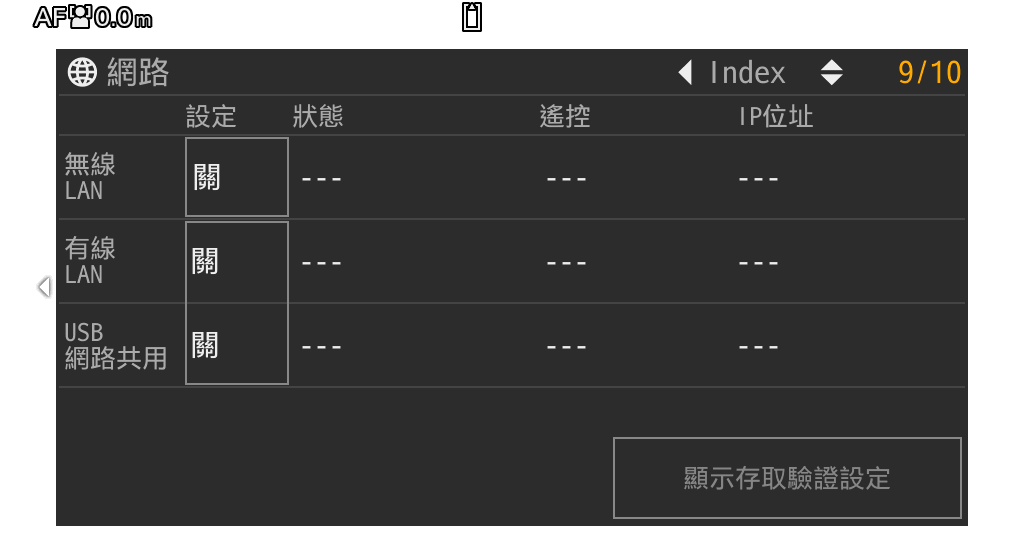 AF 0.0m
網路 Index 9/10
設定 狀態 遙控 IP位址
無線
LAN
關 --- --- ---
有線
LAN
關 --- --- ---
USB
網路共用
關 --- --- ---
顯示存取驗證設定